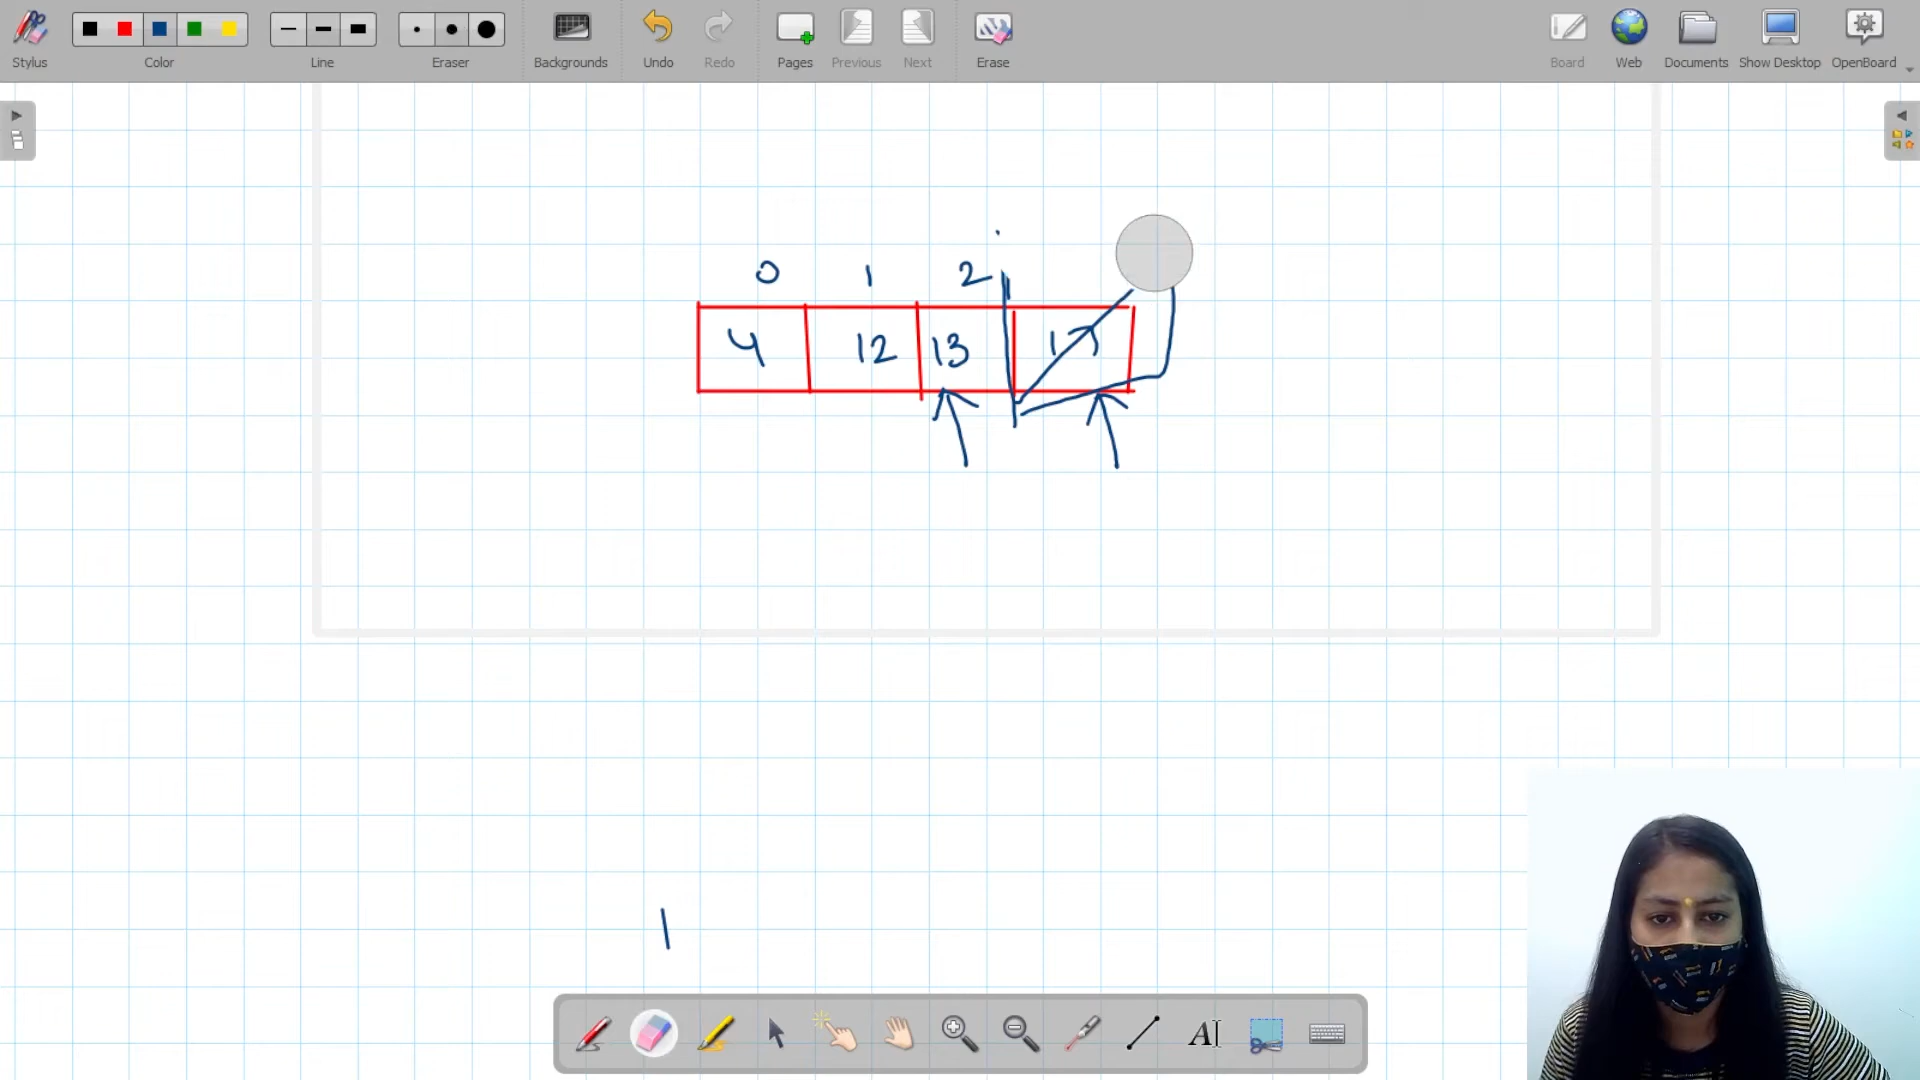 Stylus
Color
Line
Eraser
Backgrounds
Undo
Redo
Pages
Previous
Next
Erase
Board
Web
Documents
Show Desktop
OpenBoard
0 1 2
4 12 13
1